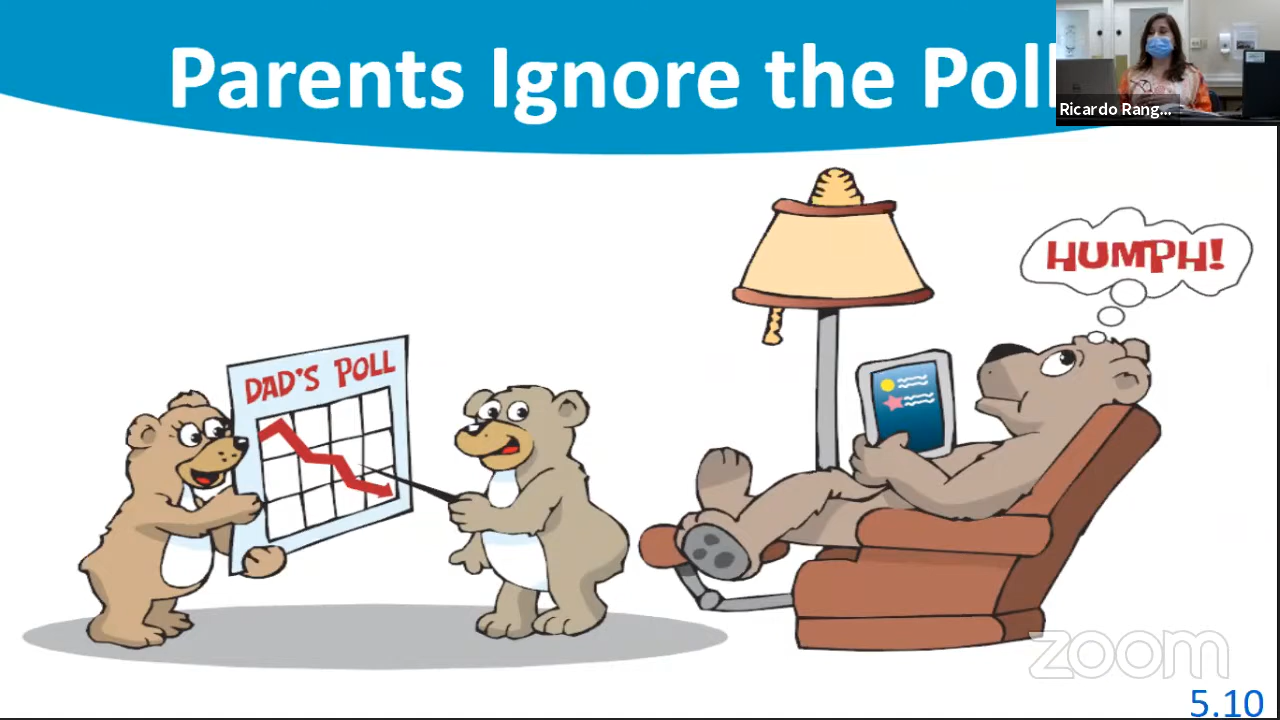 Parents Ignore the Poll
Ricardo Rang...
HUMPH!
DAD'S POLL
zoom
5.10